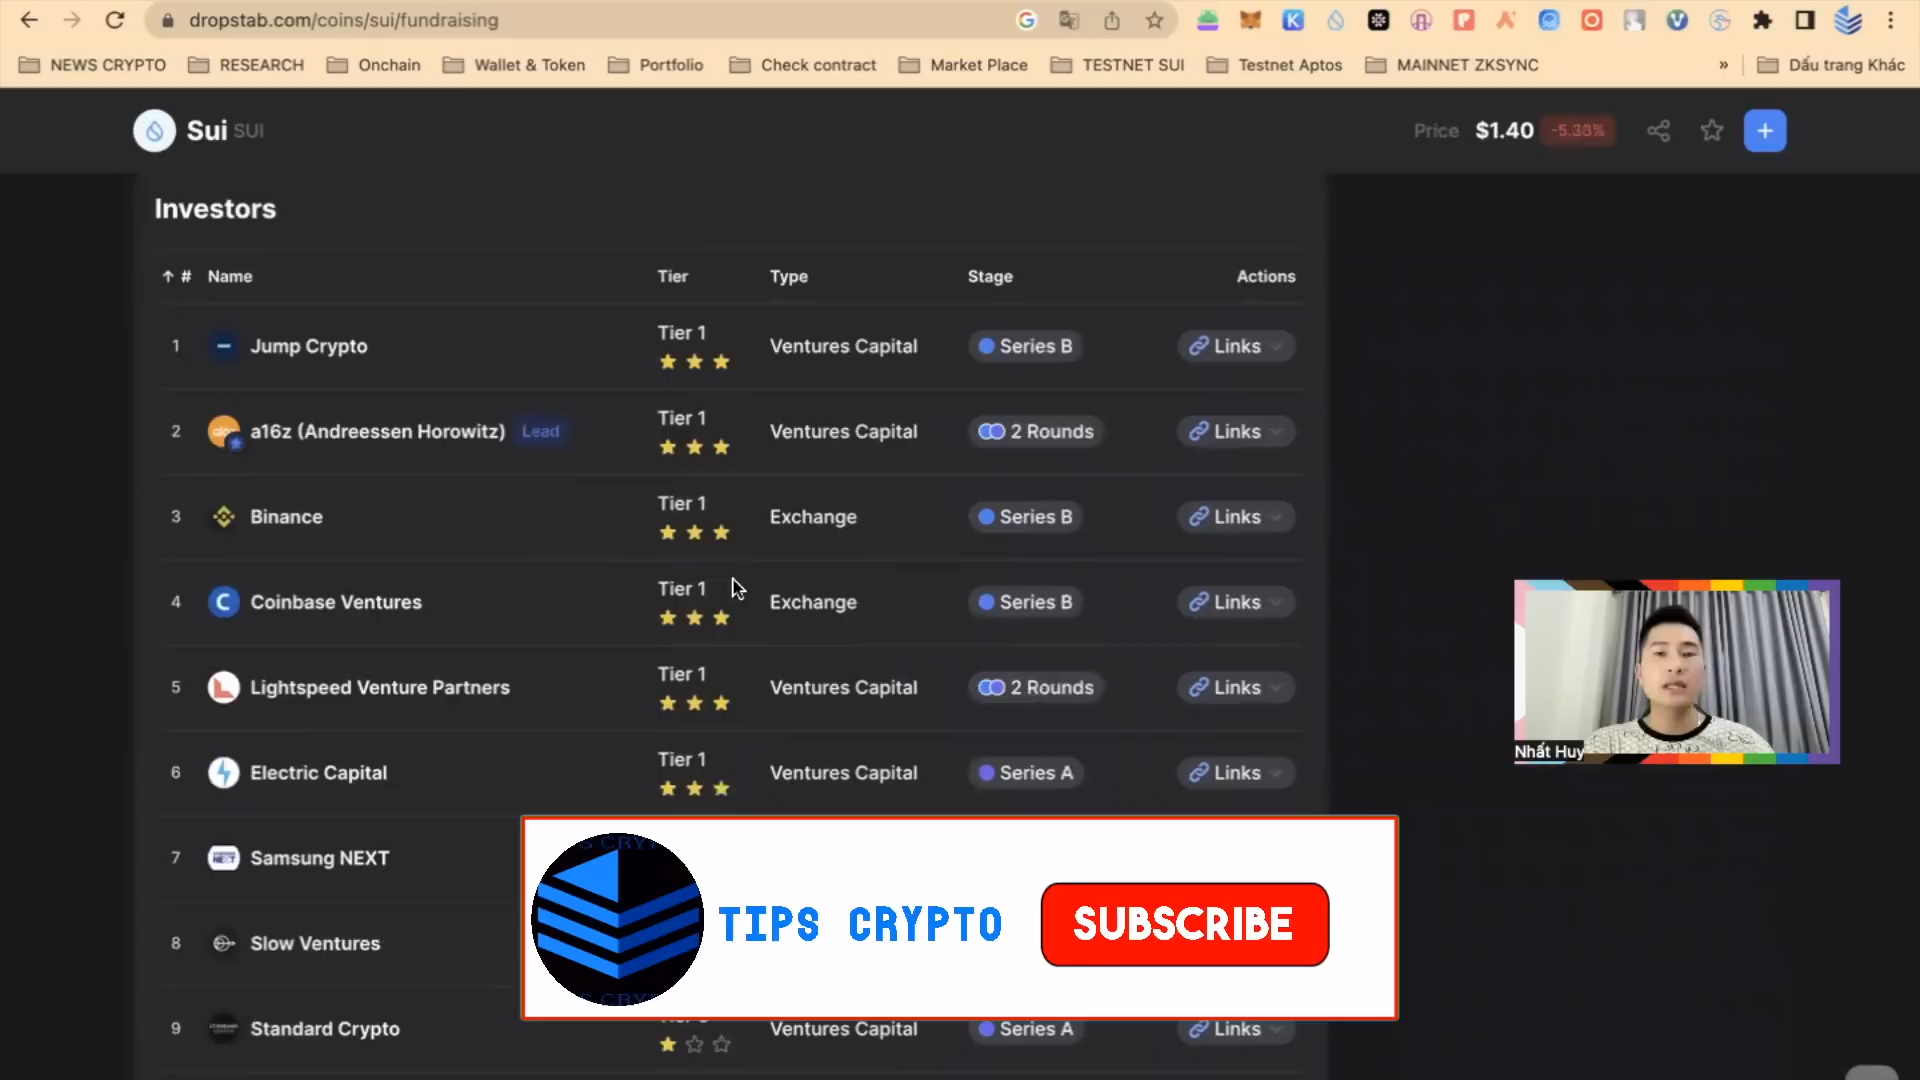 dropstab.com/coins/sui/fundraising
NEWS CRYPTO RESEARCH Onchain Wallet & Token Portfolio Check contract Market Place TESTNET SUI Testnet Aptos MAINNET ZKSYNC » Dấu trang Khác
Sui SUI Price $1.40 -5.38%
Investors
↑ # Name Tier Type Stage Actions
1 Jump Crypto Tier 1 Ventures Capital Series B Links
2 a16z (Andreessen Horowitz) Lead Tier 1 Ventures Capital 2 Rounds Links
3 Binance Tier 1 Exchange Series B Links
4 Coinbase Ventures Tier 1 Exchange Series B Links
5 Lightspeed Venture Partners Tier 1 Ventures Capital 2 Rounds Links
Nhất Huy
6 Electric Capital Tier 1 Ventures Capital Series A Links
7 Samsung NEXT
TIPS CRYPTO SUBSCRIBE
8 Slow Ventures
9 Standard Crypto Ventures Capital Series A Links